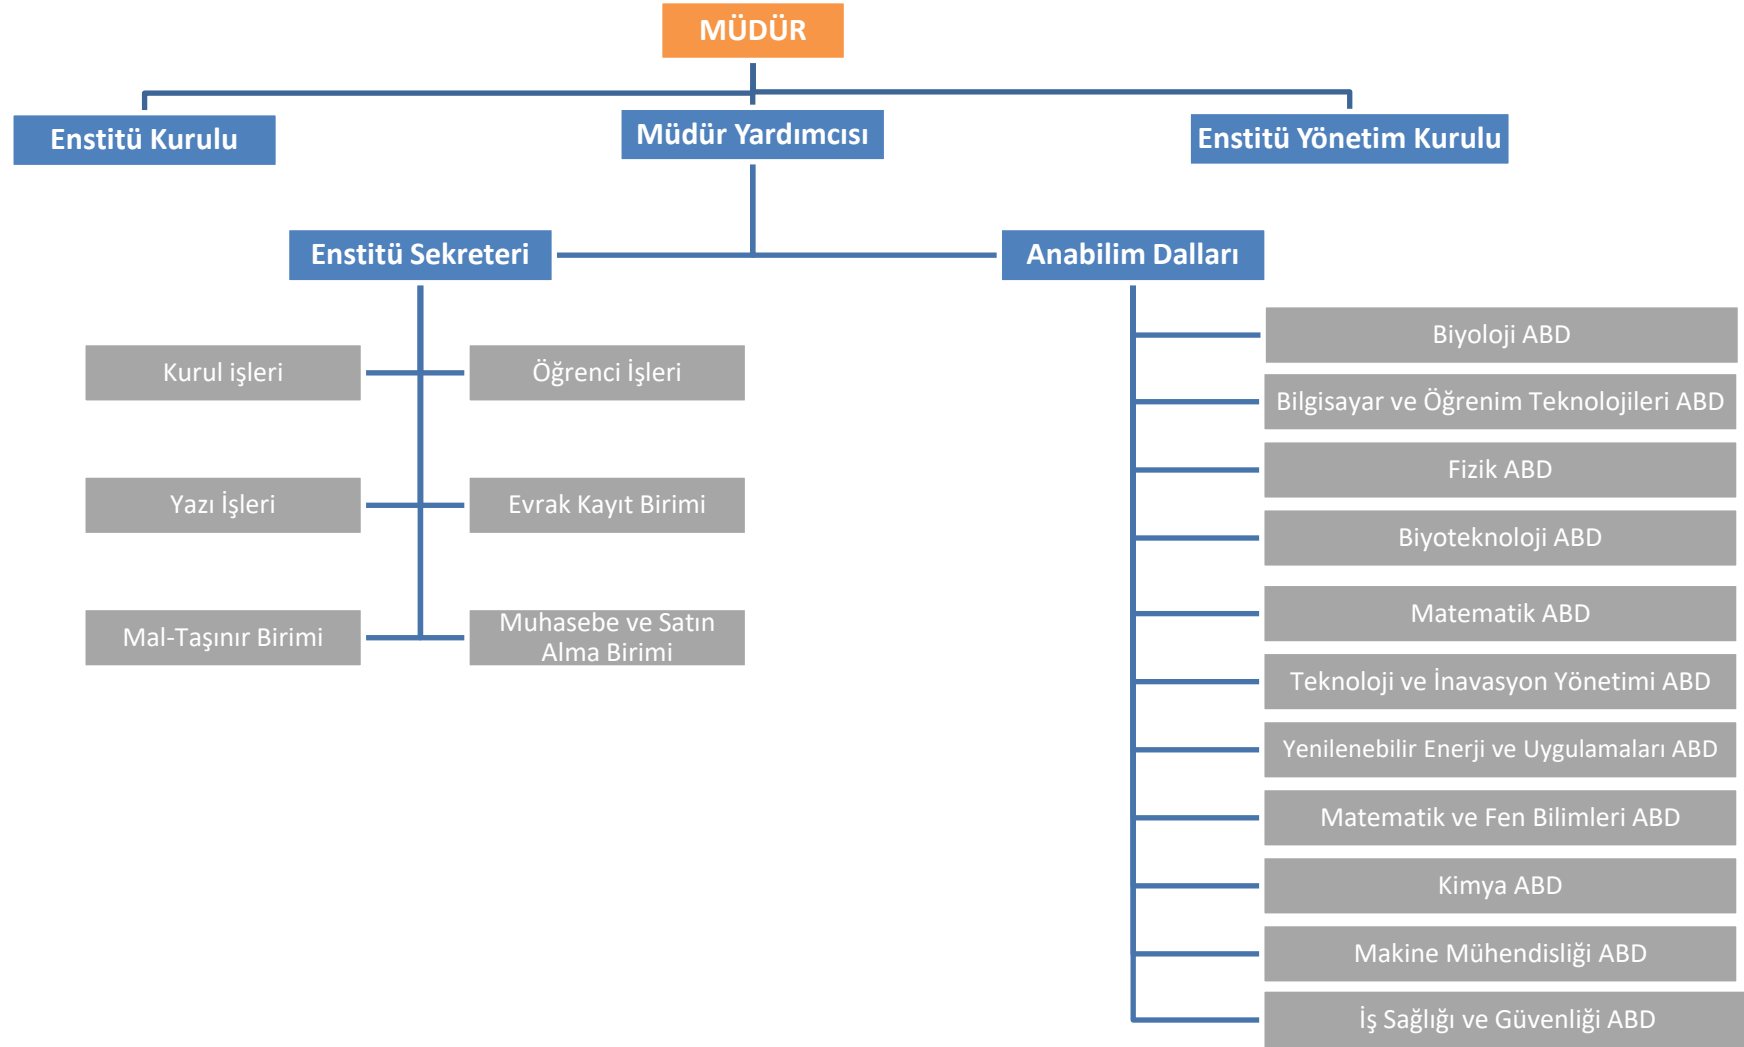 MÜDÜR
Enstitü Kurulu
Müdür Yardımcısı
Enstitü Yönetim Kurulu
Enstitü Sekreteri
Anabilim Dalları
Kurul işleri
Öğrenci İşleri
Yazı İşleri
Evrak Kayıt Birimi
Mal-Taşınır Birimi
Muhasebe ve Satın
Alma Birimi
Biyoloji ABD
Bilgisayar ve Öğrenim Teknolojileri ABD
Fizik ABD
Biyoteknoloji ABD
Matematik ABD
Teknoloji ve İnavasyon Yönetimi ABD
Yenilenebilir Enerji ve Uygulamaları ABD
Matematik ve Fen Bilimleri ABD
Kimya ABD
Makine Mühendisliği ABD
İş Sağlığı ve Güvenliği ABD